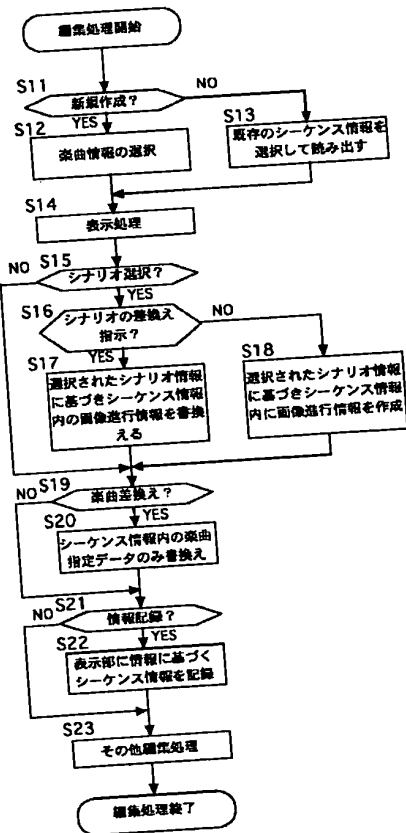 編集処理開始
S11
新規作成？
NO
YES
S12
楽曲情報の選択
S13
既存のシーケンス情報を
選択して読み出す
S14
表示処理
NO
S15
シナリオ選択？
YES
S16
シナリオの差換え
指示？
NO
YES
S17
選択されたシナリオ情報
に基づきシーケンス情報
内の画像進行情報を書換
える
S18
選択されたシナリオ情報
に基づきシーケンス情報
内に画像進行情報を作成
NO
S19
楽曲差換え？
YES
S20
シーケンス情報内の楽曲
指定データのみ書換え
S21
NO
情報記録？
YES
S22
表示部に情報に基づく
シーケンス情報を記録
S23
その他編集処理
編集処理終了